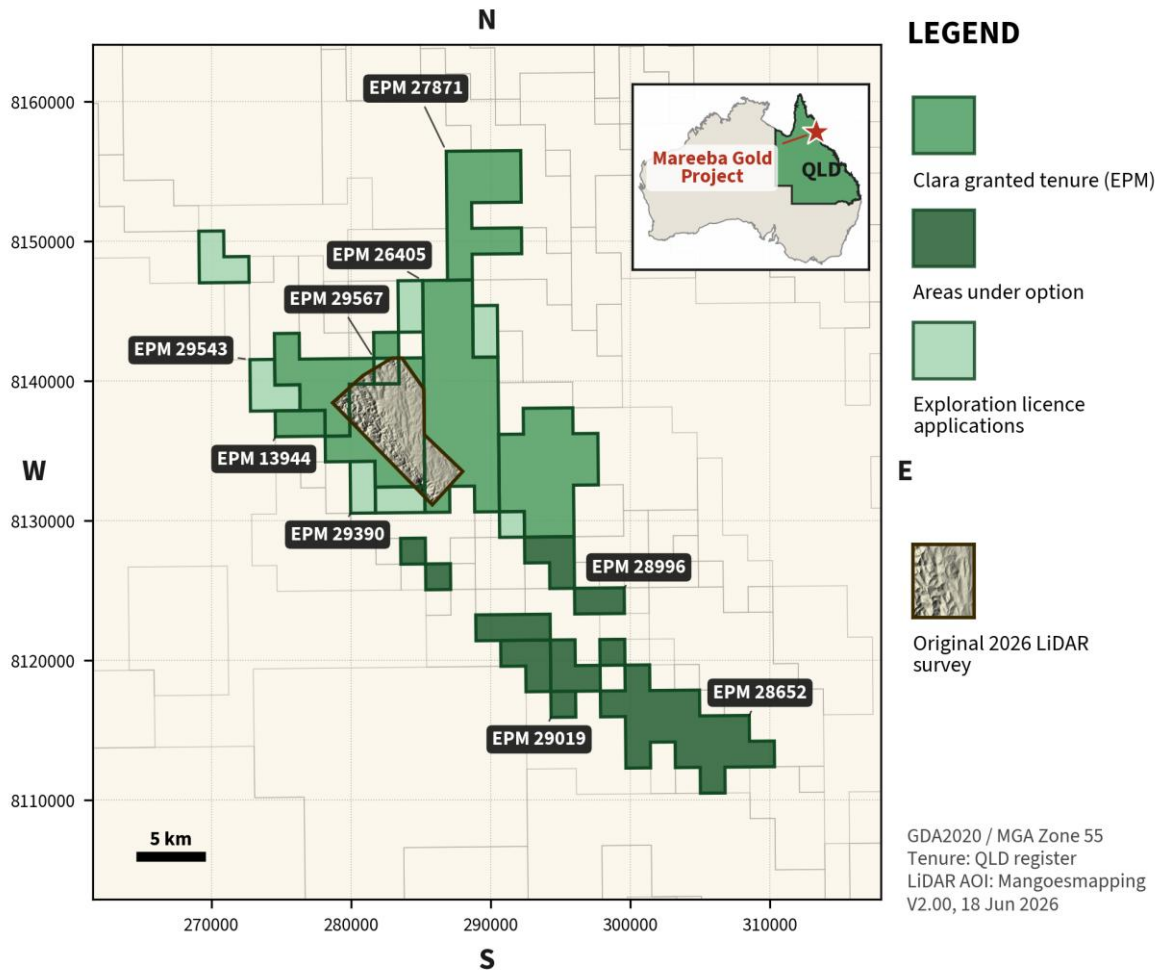 N
LEGEND
EPM 27871
8160000
Mareeba Gold
Project
QLD
Clara granted tenure (EPM)
8150000
EPM 26405
EPM 29567
Areas under option
EPM 29543
8140000
Exploration licence
applications
EPM 13944
W
E
EPM 29390
8130000
EPM 28996
Original 2026 LiDAR
survey
8120000
EPM 28652
EPM 29019
8110000
5 km
GDA2020 / MGA Zone 55
Tenure: QLD register
LiDAR AOI: Mangoesmapping
V2.00, 18 Jun 2026
270000
280000
290000
300000
310000
S